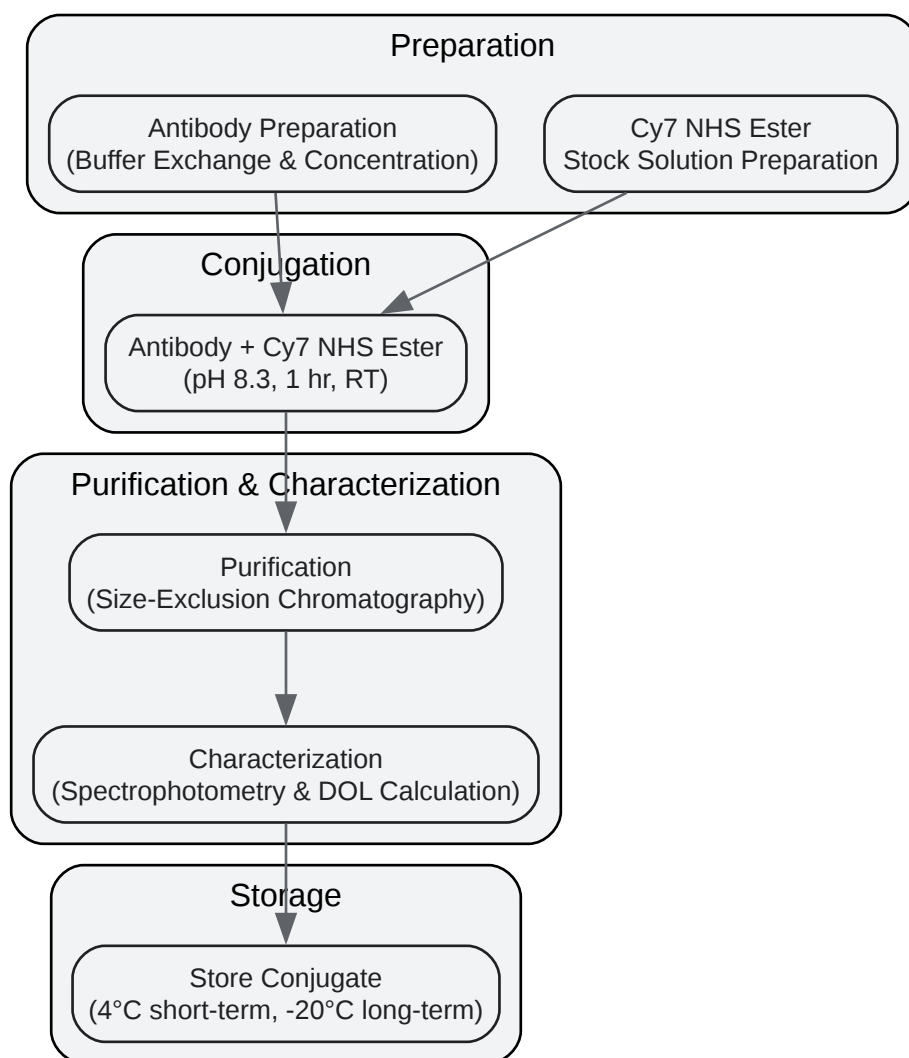 Preparation
Antibody Preparation
(Buffer Exchange & Concentration)
Cy7 NHS Ester
Stock Solution Preparation
Conjugation
Antibody + Cy7 NHS Ester
(pH 8.3, 1 hr, RT)
Purification & Characterization
Purification
(Size-Exclusion Chromatography)
Characterization
(Spectrophotometry & DOL Calculation)
Storage
Store Conjugate
(4°C short-term, -20°C long-term)